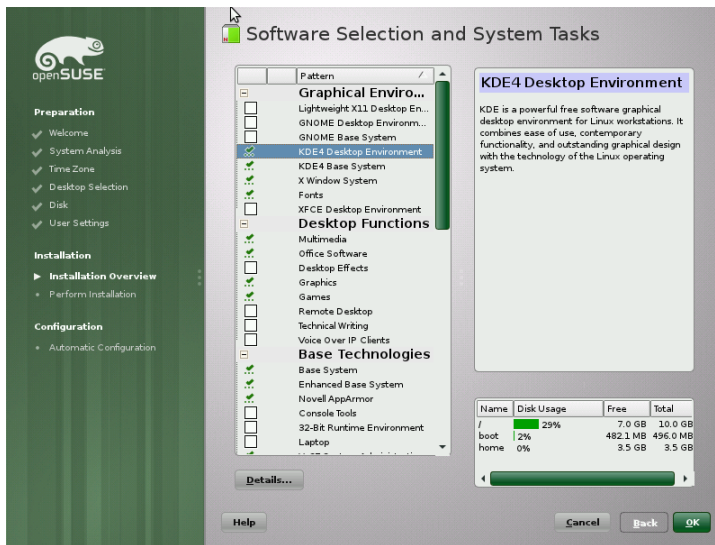 Software Selection and System Tasks
openSUSE
Preparation
Welcome
System Analysis
Time Zone
Desktop Selection
Disk
User Settings
Installation
Installation Overview
Perform Installation
Configuration
Automatic Configuration
Pattern
Graphical Enviro...
Lightweight X11 Desktop En...
GNOME Desktop Environm...
GNOME Base System
KDE4 Desktop Environment
KDE4 Base System
X Window System
Fonts
XFCE Desktop Environment
Desktop Functions
Multimedia
Office Software
Desktop Effects
Graphics
Games
Remote Desktop
Technical Writing
Voice Over IP Clients
Base Technologies
Base System
Enhanced Base System
Novell AppArmor
Console Tools
32-Bit Runtime Environment
Laptop
Details...
KDE4 Desktop Environment
KDE is a powerful free software graphical
desktop environment for Linux workstations. It
combines ease of use, contemporary
functionality, and outstanding graphical design
with the technology of the Linux operating
system.
Name Disk Usage Free Total
/ 29% 7.0 GB 10.0 GB
boot 2% 482.1 MB 496.0 MB
home 0% 3.5 GB 3.5 GB
Help
Cancel
Back
OK